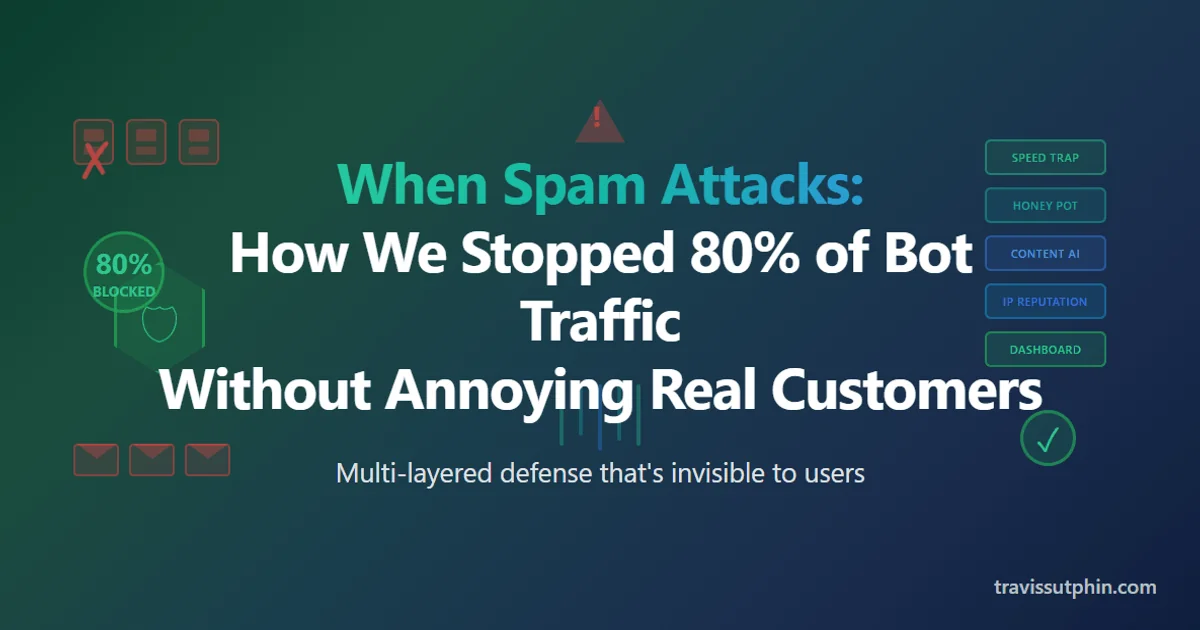 !
When Spam Attacks:
How We Stopped 80% of Bot
Traffic
Without Annoying Real Customers
Multi-layered defense that's invisible to users
80%
BLOCKED
SPEED TRAP
HONEY POT
CONTENT AI
IP REPUTATION
DASHBOARD
travissutphin.com